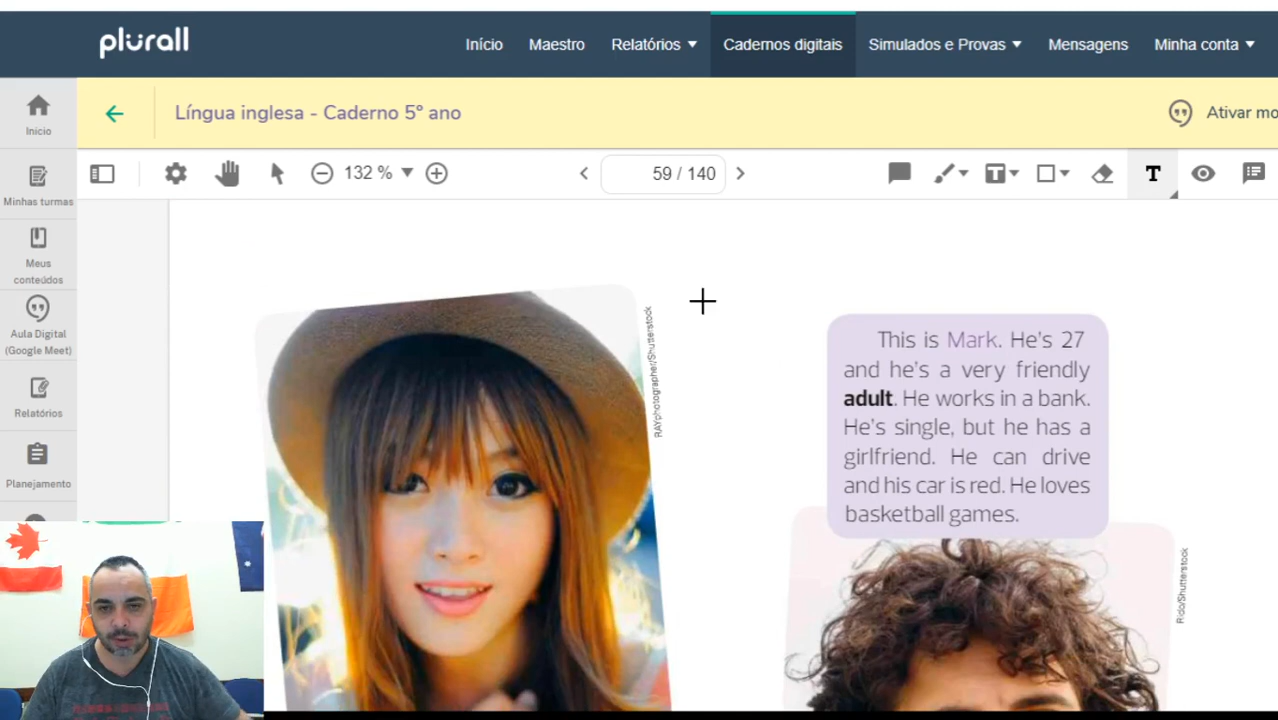 plurall
Início
Maestro
Relatórios
Cadernos digitais
Simulados e Provas
Mensagens
Minha conta
Língua inglesa - Caderno 5º ano
Ativar mo
Início
Minhas turmas
Meus
conteúdos
Aula Digital
(Google Meet)
Relatórios
Planejamento
132 %
59 / 140
T
T
RAYphotographer/Shutterstock
This is Mark. He's 27
and he's a very friendly
adult. He works in a bank.
He's single, but he has a
girlfriend. He can drive
and his car is red. He loves
basketball games.
Rido/Shutterstock